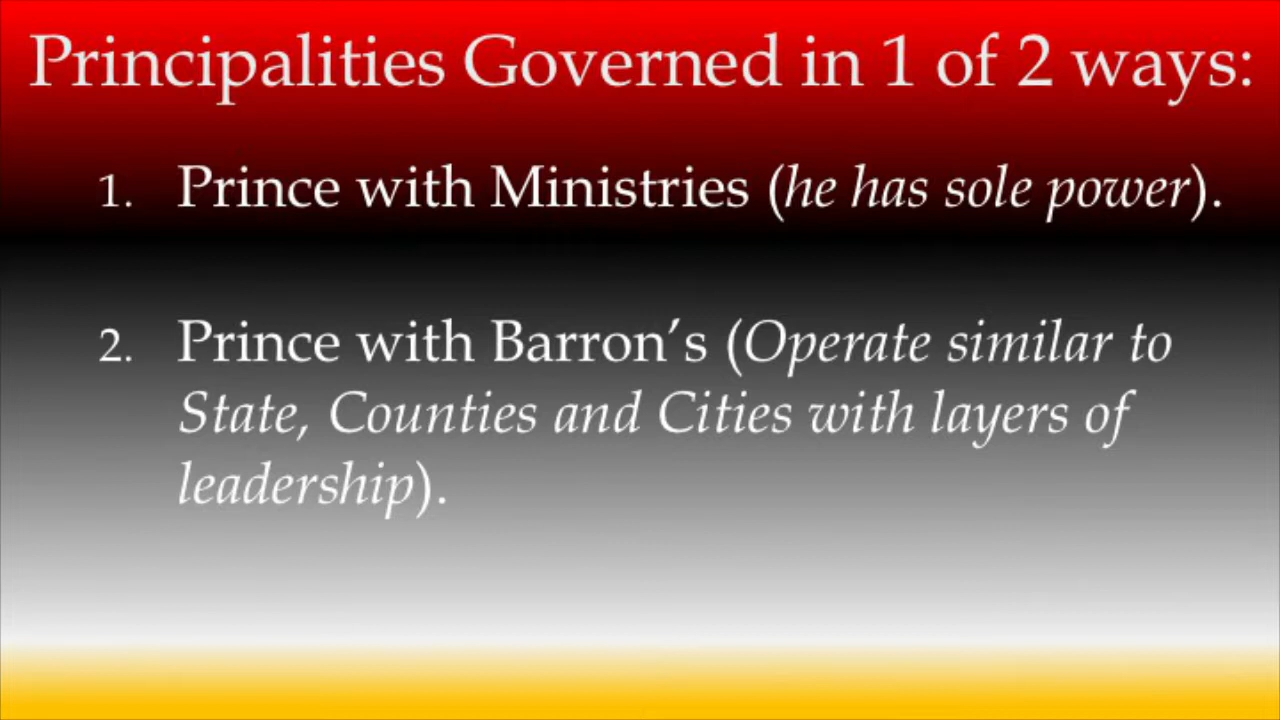 Principalities Governed in 1 of 2 ways:
1. Prince with Ministries (he has sole power).
2. Prince with Barron’s (Operate similar to
State, Counties and Cities with layers of
leadership).